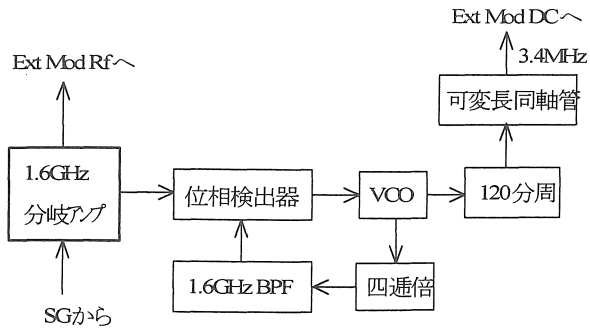 Ext Mod DCへ
Ext Mod Rfへ
3.4MHz
可変長同軸管
1.6GHz
分岐アンプ
位相検出器
VCO
120分周
1.6GHz BPF
四逓倍
SGから